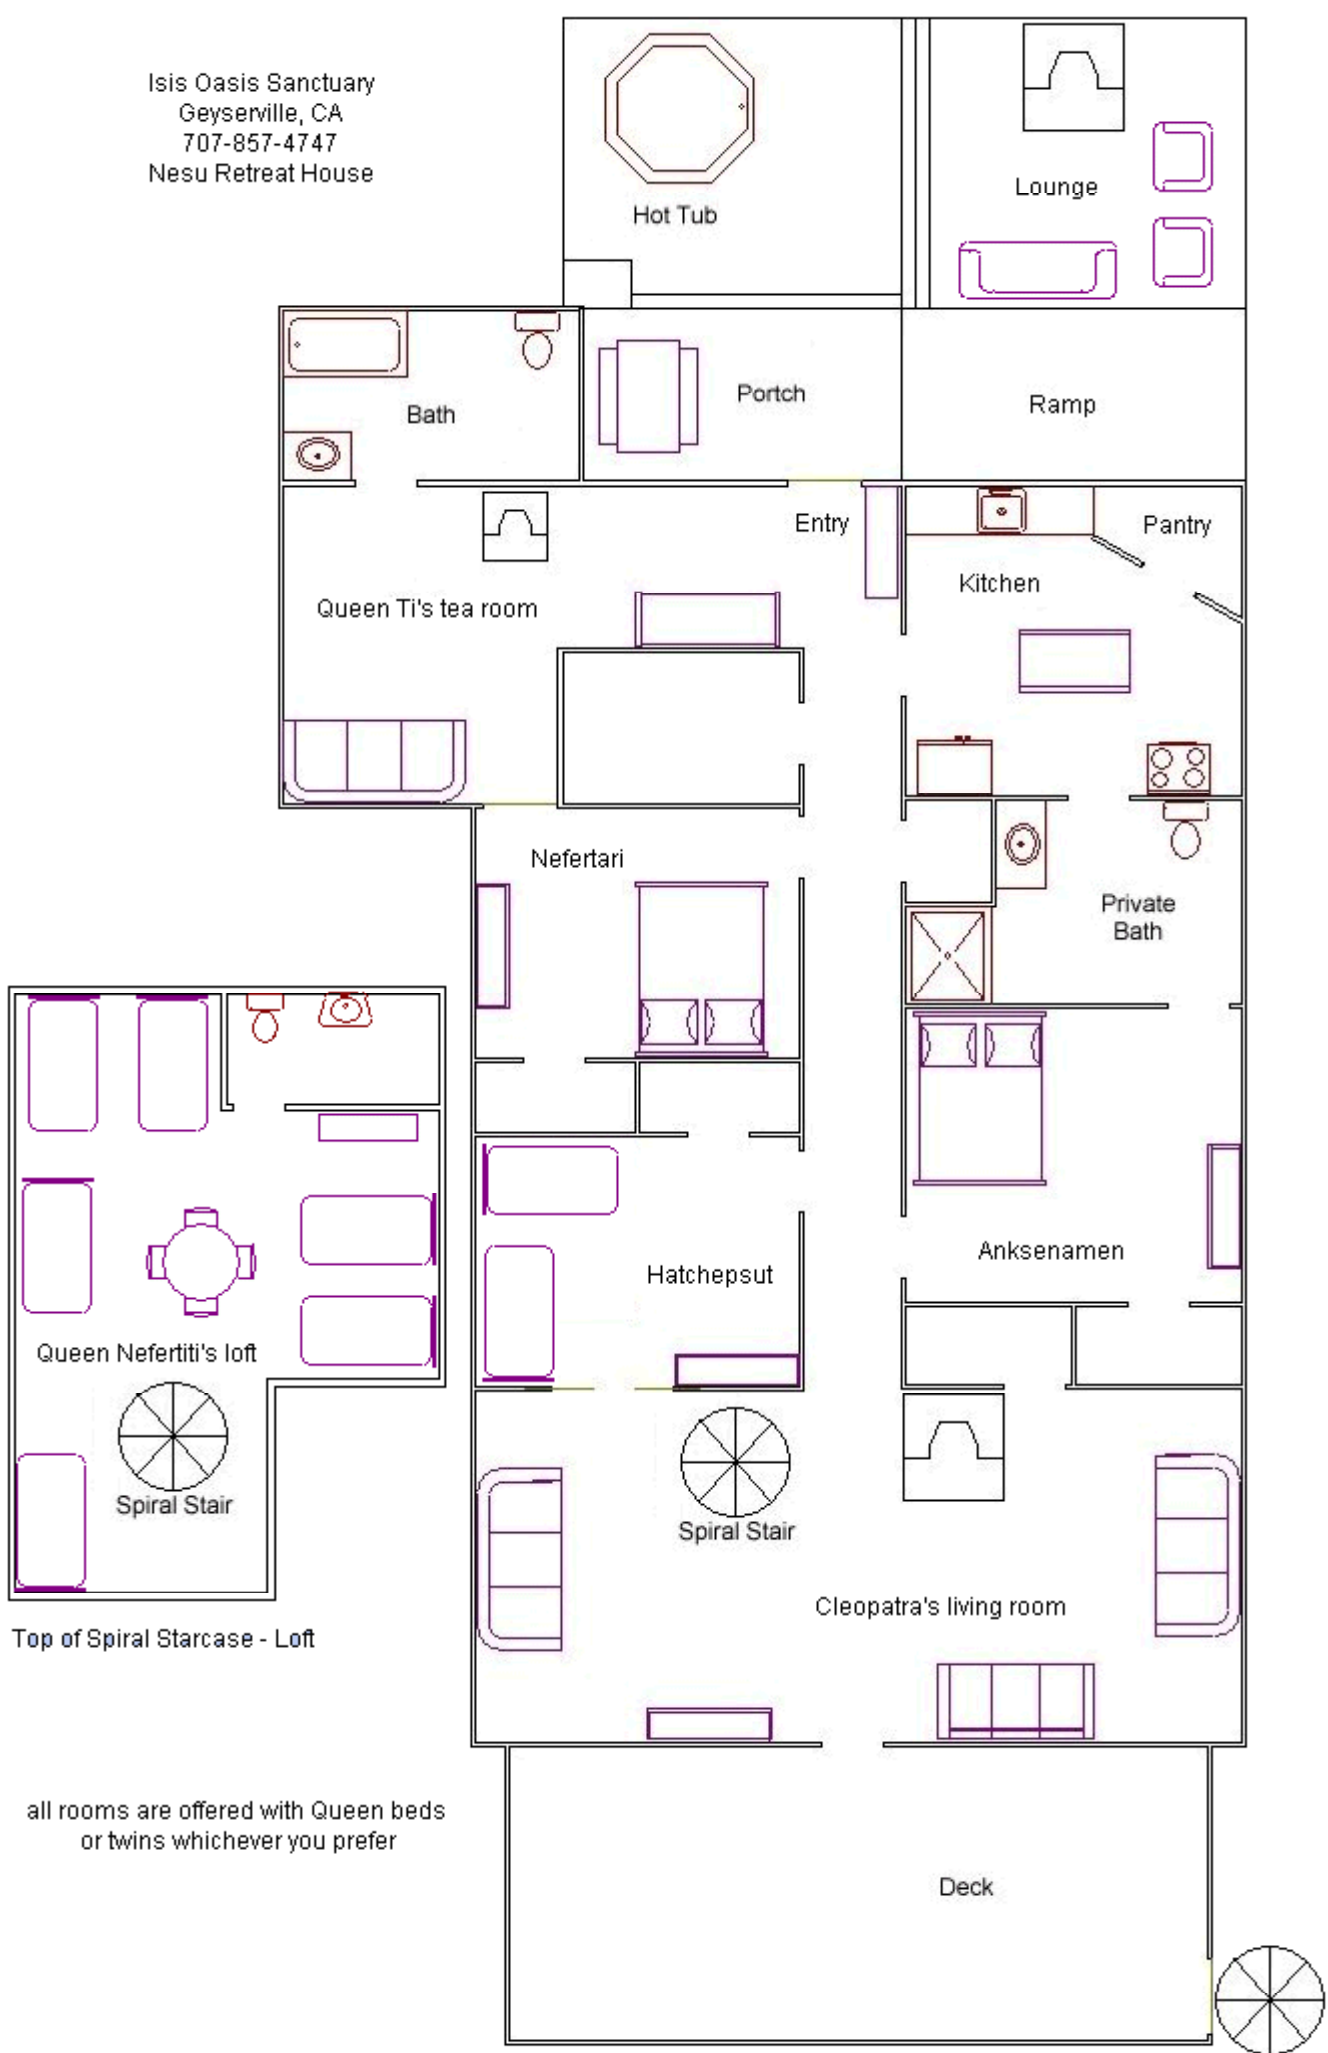 Isis Oasis Sanctuary
Geyserville, CA
707-857-4747
Nesu Retreat House
Hot Tub
Lounge
Bath
Portch
Ramp
Entry
Pantry
Kitchen
Queen Ti's tea room
Nefertari
Private
Bath
Anksenamen
Hatchepsut
Queen Nefertiti's loft
Spiral Stair
Spiral Stair
Cleopatra's living room
Top of Spiral Starcase - Loft
all rooms are offered with Queen beds
or twins whichever you prefer
Deck